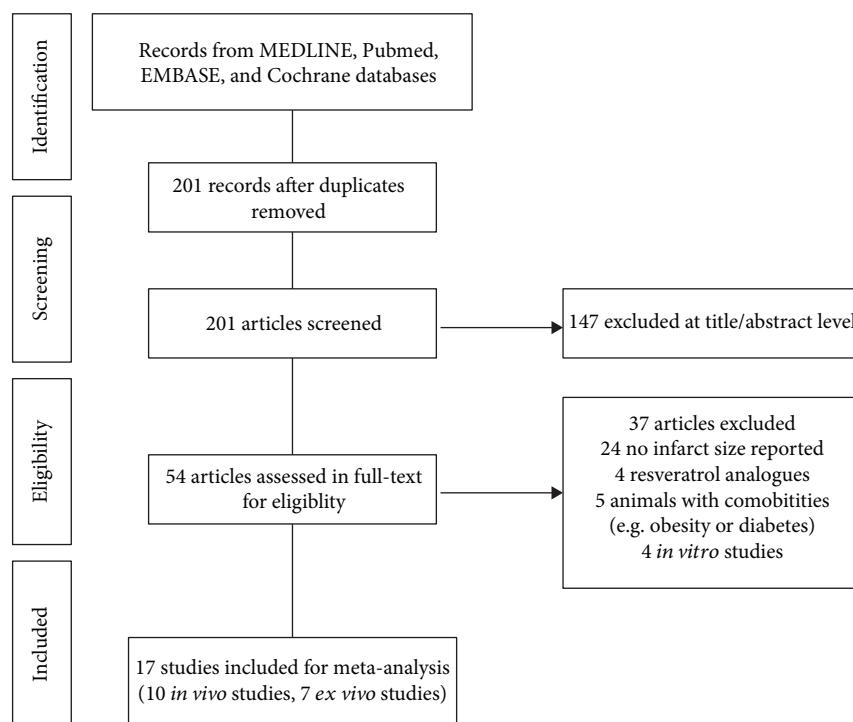 Identification
Records from MEDLINE, Pubmed,
EMBASE, and Cochrane databases
201 records after duplicates
removed
Screening
201 articles screened
147 excluded at title/abstract level
Eligibility
54 articles assessed in full-text
for eligiblity
37 articles excluded
24 no infarct size reported
4 resveratrol analogues
5 animals with comobitities
(e.g. obesity or diabetes)
4 in vitro studies
Included
17 studies included for meta-analysis
(10 in vivo studies, 7 ex vivo studies)